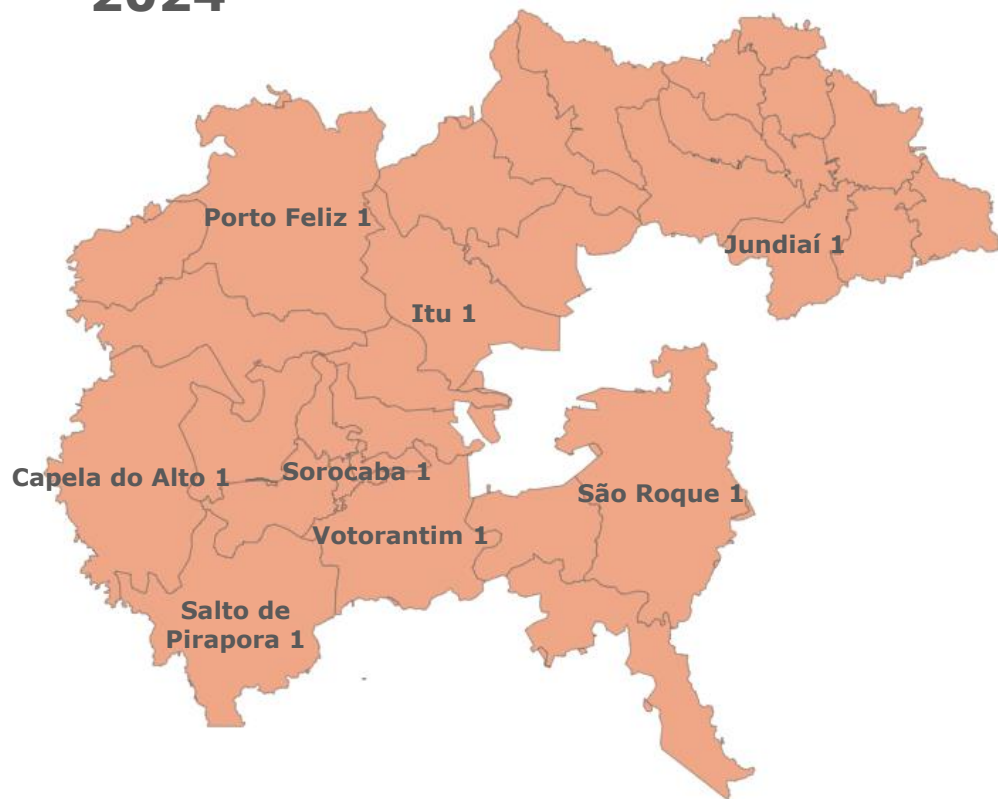 2024
Porto Feliz 1
Jundiaí 1
Itu 1
Capela do Alto 1
Sorocaba 1
São Roque 1
Votorantim 1
Salto de
Pirapora 1